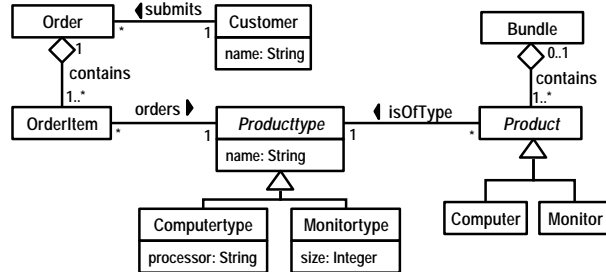 Order
submits
Customer
Bundle
1
*
1
0..1
name: String
contains
contains
1..*
1..*
OrderItem
orders
Producttype
isOfType
Product
*
1
1
*
name: String
Computertype
Monitortype
Computer
Monitor
processor: String
size: Integer